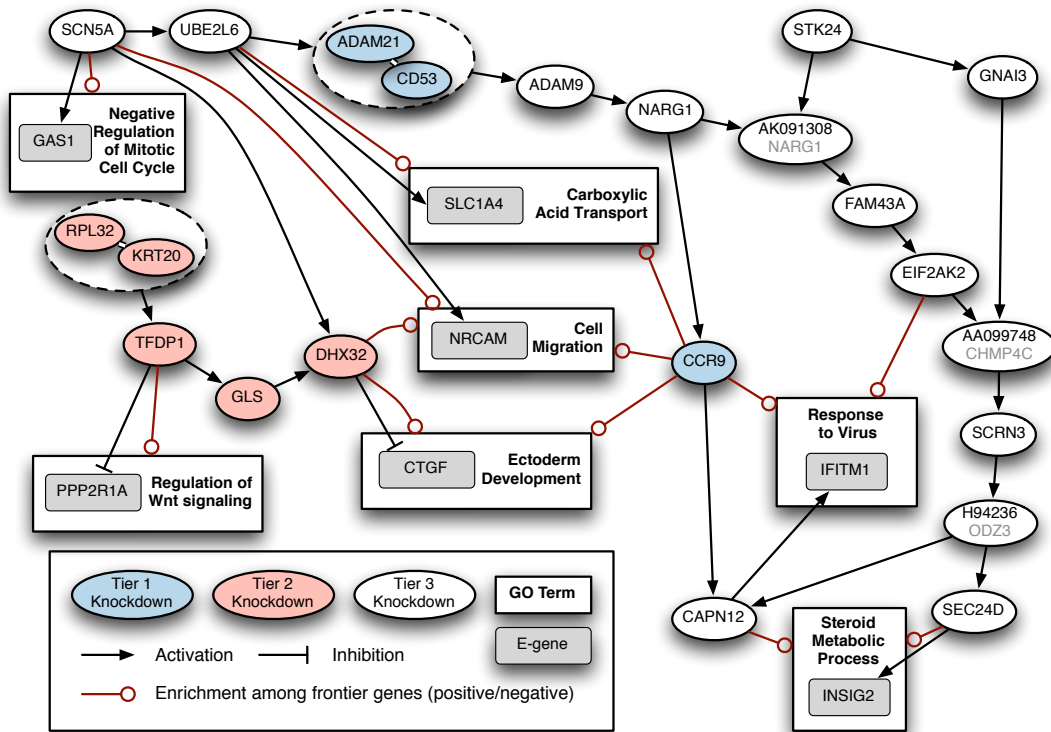 SCN5A
UBE2L6
ADAM21
CD53
ADAM9
NARG1
STK24
GNAI3
AK091308
NARG1
FAM43A
EIF2AK2
AA099748
CHMP4C
SCRN3
H94236
ODZ3
SEC24D
CAPN12
CCR9
Negative
Regulation
of Mitotic
Cell Cycle
GAS1
SLC1A4
Carboxylic
Acid Transport
RPL32
KRT20
TFDP1
GLS
DHX32
NRCAM
Cell
Migration
CTGF
Ectoderm
Development
PPP2R1A
Regulation of
Wnt signaling
Response
to Virus
IFITM1
Steroid
Metabolic
Process
INSIG2
Tier 1
Knockdown
Tier 2
Knockdown
Tier 3
Knockdown
GO Term
E-gene
Activation
Inhibition
Enrichment among frontier genes (positive/negative)